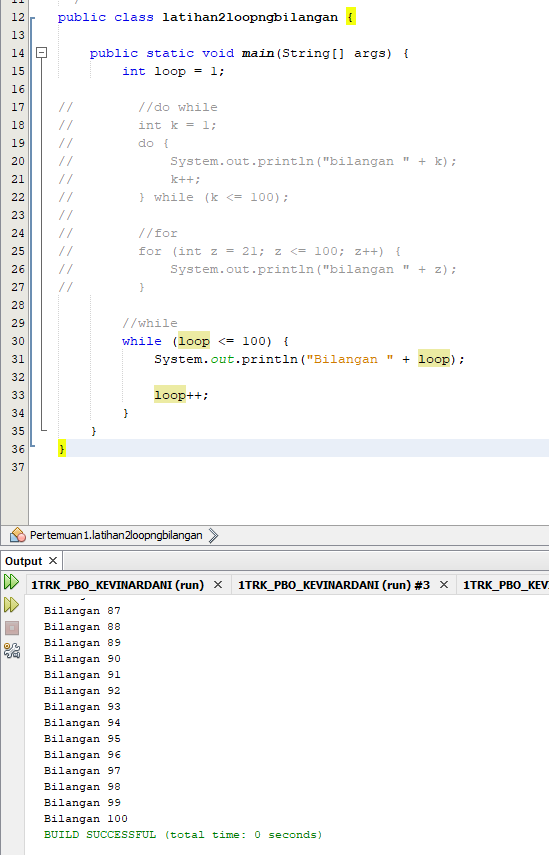 12 public class latihan2loopngbilangan {
13
14     public static void main(String[] args) {
15         int loop = 1;
16
17 //        //do while
18 //        int k = 1;
19 //        do {
20 //            System.out.println("bilangan " + k);
21 //            k++;
22 //        } while (k <= 100);
23 //
24 //        //for
25 //        for (int z = 21; z <= 100; z++) {
26 //            System.out.println("bilangan " + z);
27 //        }
28
29         //while
30         while (loop <= 100) {
31             System.out.println("Bilangan " + loop);
32
33             loop++;
34         }
35     }
36 }
37
Pertemuan1.latihan2loopngbilangan
Output
1TRK_PBO_KEVINARDANI (run) 1TRK_PBO_KEVINARDANI (run) #3 1TRK_PBO_KEV
Bilangan 87
Bilangan 88
Bilangan 89
Bilangan 90
Bilangan 91
Bilangan 92
Bilangan 93
Bilangan 94
Bilangan 95
Bilangan 96
Bilangan 97
Bilangan 98
Bilangan 99
Bilangan 100
BUILD SUCCESSFUL (total time: 0 seconds)